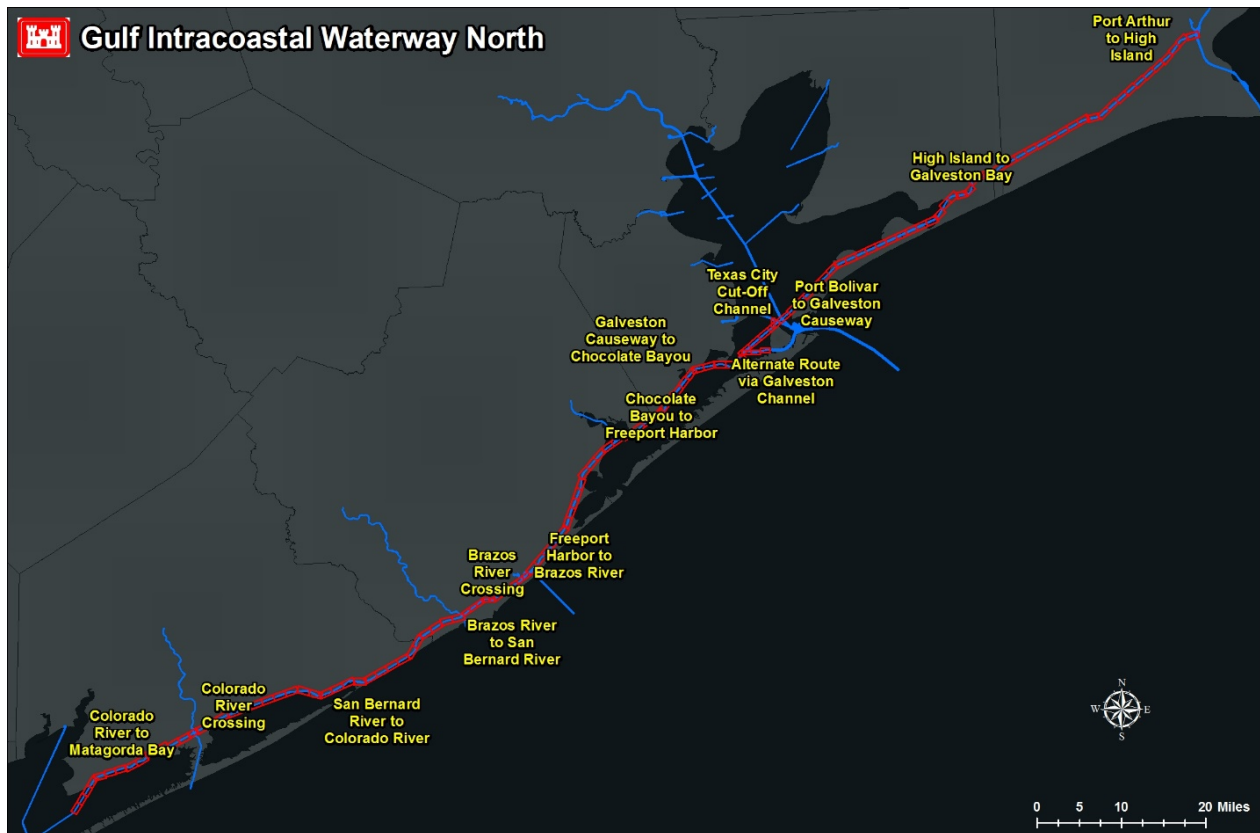 Gulf Intracoastal Waterway North
Port Arthur
to High
Island
High Island to
Galveston Bay
Texas City
Cut-Off
Channel
Port Bolivar
to Galveston
Causeway
Galveston
Causeway to
Chocolate Bayou
Alternate Route
via Galveston
Channel
Chocolate
Bayou to
Freeport Harbor
Freeport
Harbor to
Brazos River
Brazos
River
Crossing
Brazos River
to San
Bernard River
Colorado
River
Crossing
San Bernard
River to
Colorado River
Colorado
River to
Matagorda Bay
N
W
E
S
0 5 10 20 Miles